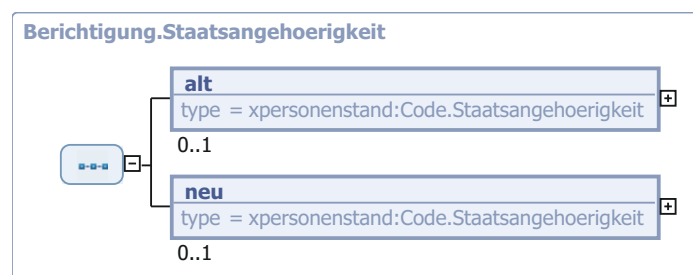 Berichtigung.Staatsangehoerigkeit
alt
type = xpersonenstand:Code.Staatsangehoerigkeit
0..1
neu
type = xpersonenstand:Code.Staatsangehoerigkeit
0..1